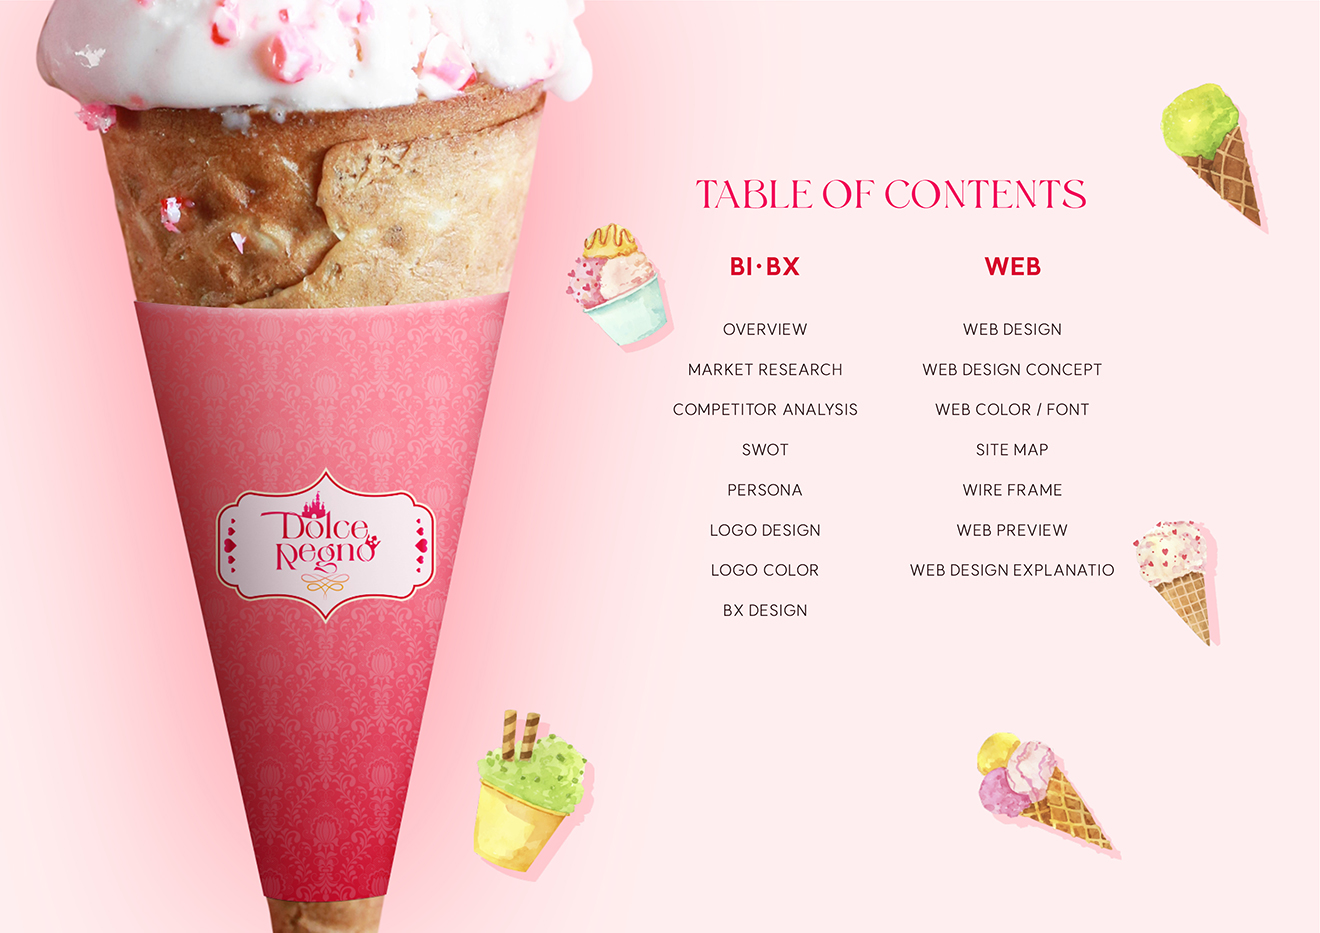 TABLE OF CONTENTS
BI·BX
OVERVIEW
MARKET RESEARCH
COMPETITOR ANALYSIS
SWOT
PERSONA
LOGO DESIGN
LOGO COLOR
BX DESIGN
WEB
WEB DESIGN
WEB DESIGN CONCEPT
WEB COLOR / FONT
SITE MAP
WIRE FRAME
WEB PREVIEW
WEB DESIGN EXPLANATIO
Dolce
Regno